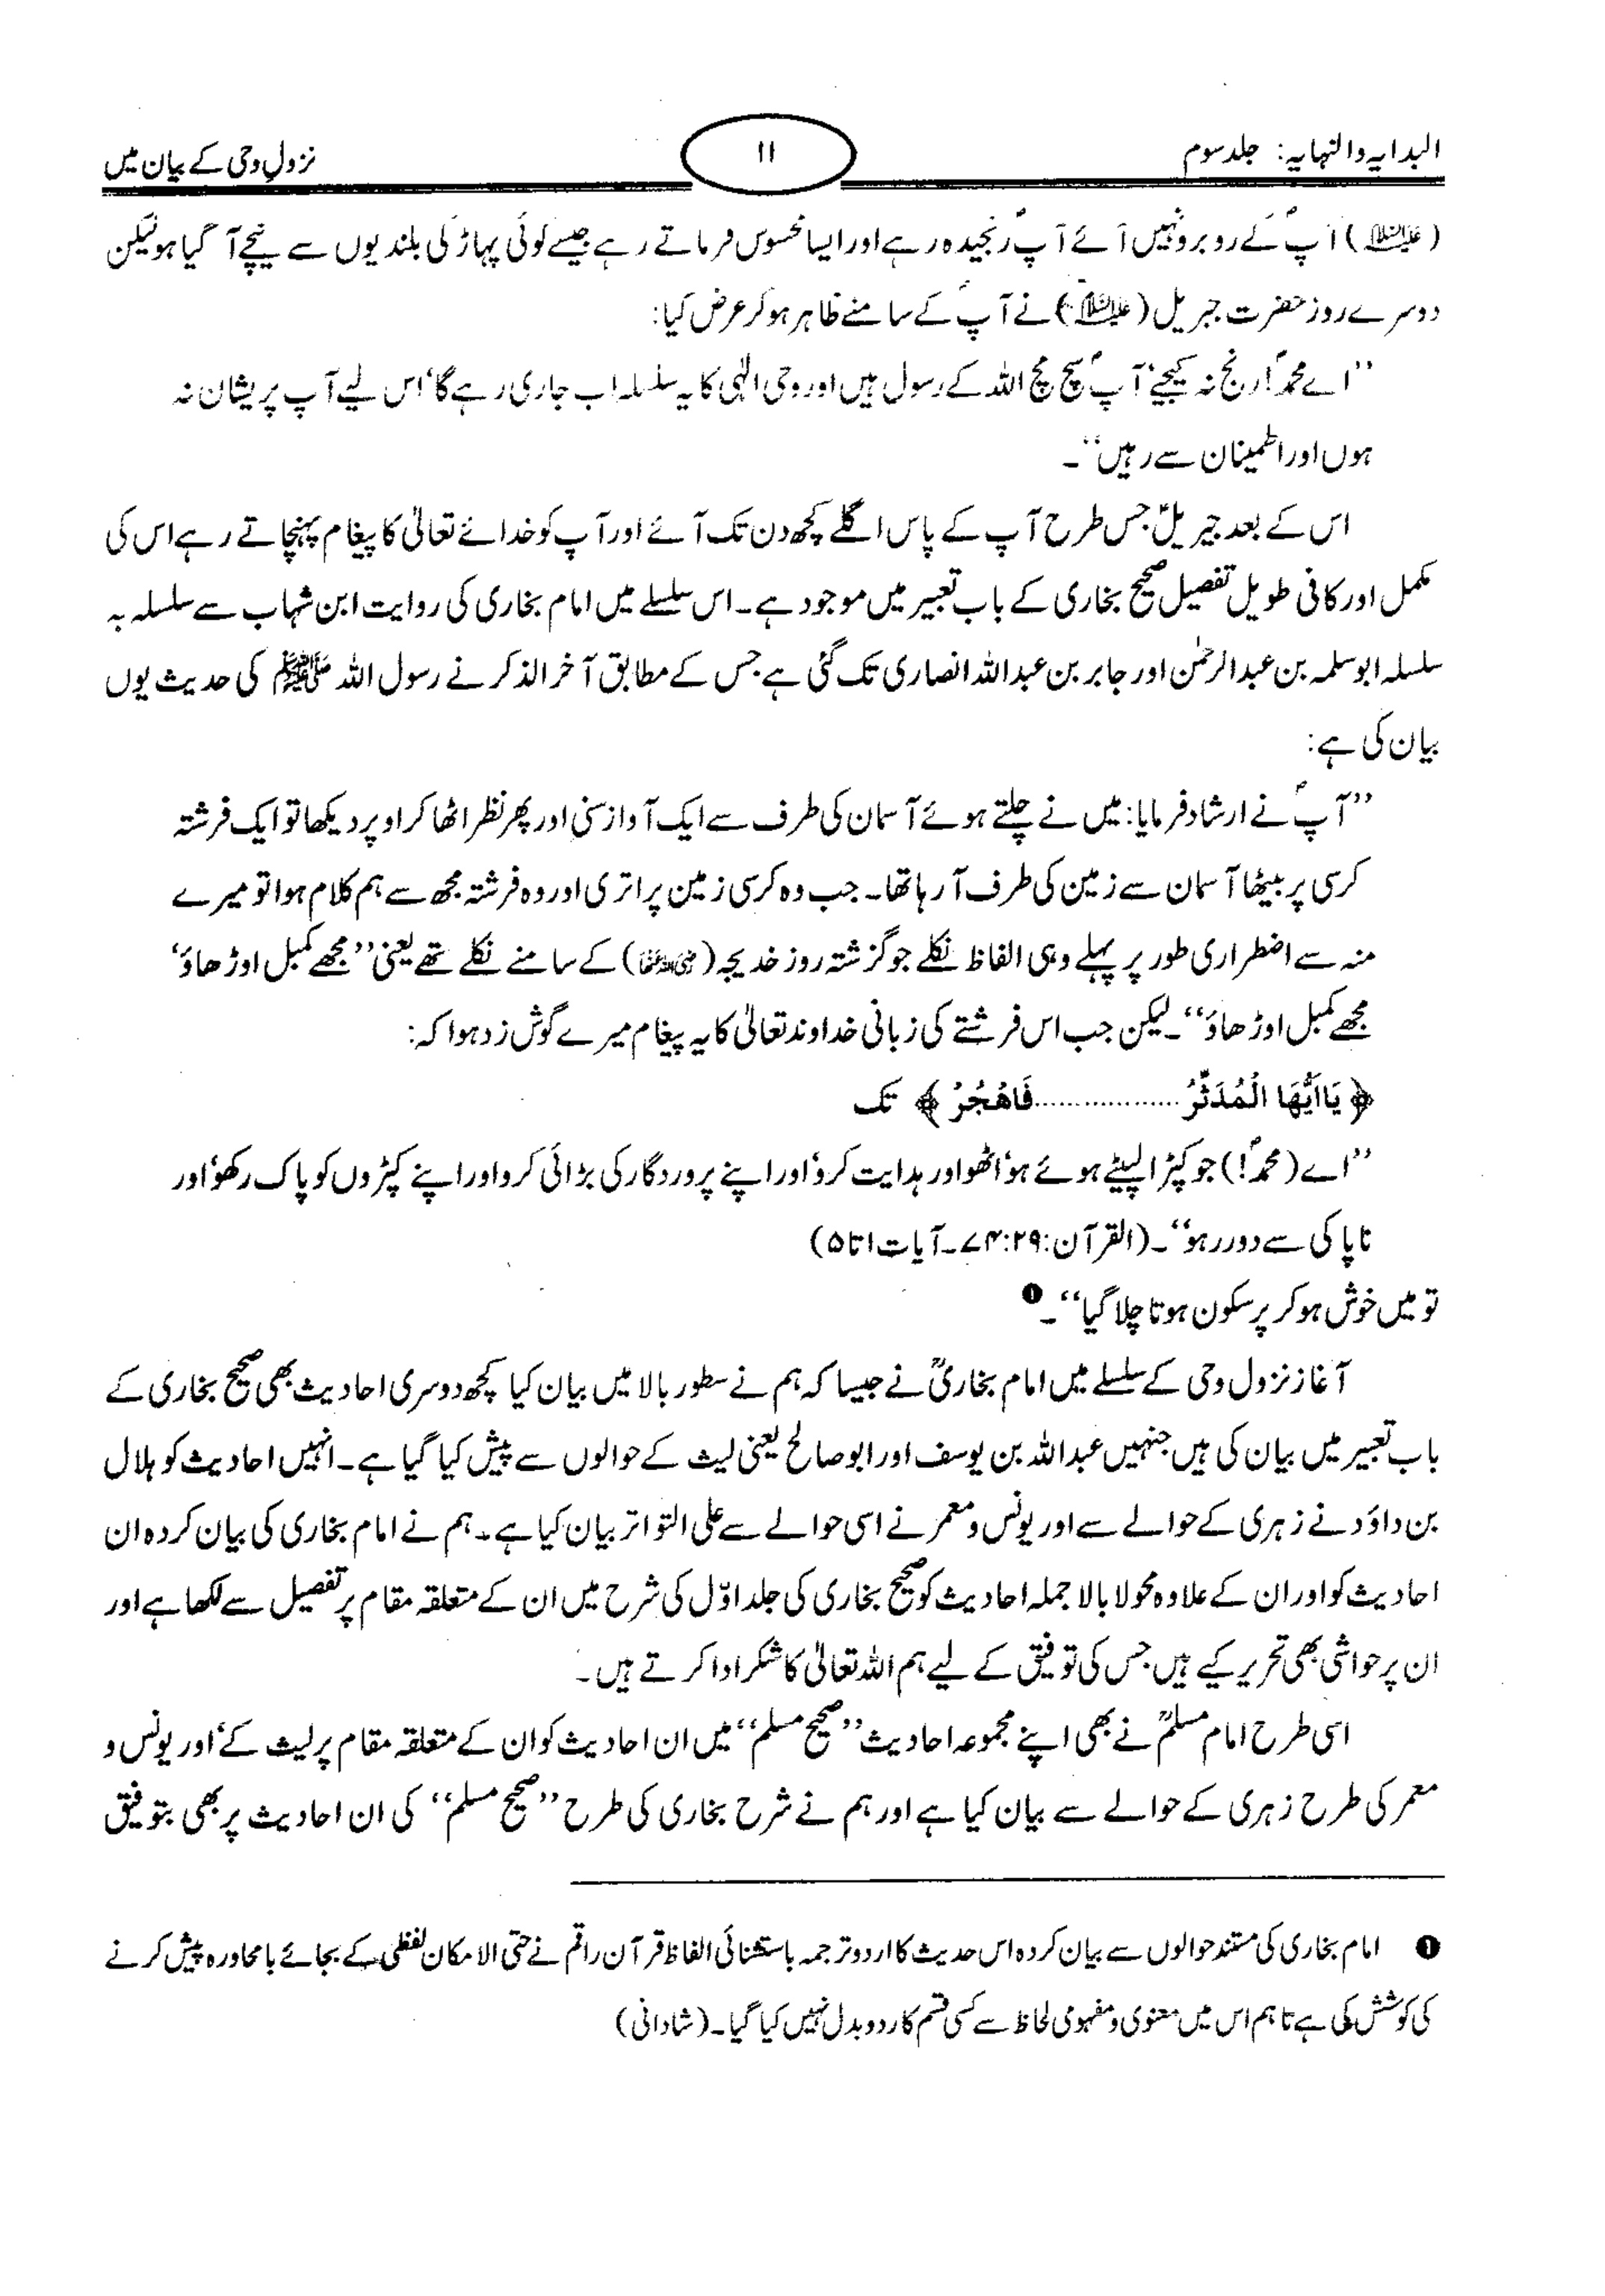 البدایہ والنہایہ: جلد سوم
۱۱
نزولِ وحی کے بیان میں
(علیہ السلام) آپؐ کے روبرو نہیں آئے آپؐ رنجیدہ رہے اور ایسا محسوس فرماتے رہے جیسے کوئی پہاڑ کی بلندیوں سے نیچے آ گیا ہو لیکن
دوسرے روز حضرت جبریل (علیہ السلام) نے آپؐ کے سامنے ظاہر ہو کر عرض کیا:
’’اے محمدؐ! رنج نہ کیجیے‘ آپؐ سچ مچ اللہ کے رسول ہیں اور وحی الٰہی کا یہ سلسلہ اب جاری رہے گا‘ اس لیے آپ پریشان نہ
ہوں اور اطمینان سے رہیں‘‘۔
اس کے بعد جبریلؑ جس طرح آپ کے پاس اگلے کچھ دن تک آئے اور آپ کو خدائے تعالیٰ کا پیغام پہنچاتے رہے اس کی
مکمل اور کافی طویل تفصیل صحیح بخاری کے باب تعبیر میں موجود ہے۔ اس سلسلے میں امام بخاری کی روایت ابن شہاب سے سلسلہ بہ
سلسلہ ابوسلمہ بن عبدالرحمٰن اور جابر بن عبداللہ انصاری تک گئی ہے جس کے مطابق آخر الذکر نے رسول اللہ ﷺ کی حدیث یوں
بیان کی ہے:
’’آپؐ نے ارشاد فرمایا: میں نے چلتے ہوئے آسمان کی طرف سے ایک آواز سنی اور پھر نظر اٹھا کر اوپر دیکھا تو ایک فرشتہ
کرسی پر بیٹھا آسمان سے زمین کی طرف آ رہا تھا۔ جب وہ کرسی زمین پر اتری اور وہ فرشتہ مجھ سے ہم کلام ہوا تو میرے
منہ سے اضطراری طور پر پہلے وہی الفاظ نکلے جو گزشتہ روز خدیجہ (رضی اللہ عنہا) کے سامنے نکلے تھے یعنی ’’مجھے کمبل اوڑھاؤ‘
مجھے کمبل اوڑھاؤ‘‘۔ لیکن جب اس فرشتے کی زبانی خداوند تعالیٰ کا یہ پیغام میرے گوش زد ہوا کہ:
﴿ یَااَیُّهَا الْمُدَثِّرُ ................. فَاهْجُرْ ﴾ تک
’’اے (محمدؐ!) جو کپڑا لپیٹے ہوئے ہو‘ اٹھو اور ہدایت کرو‘ اور اپنے پروردگار کی بڑائی کرو اور اپنے کپڑوں کو پاک رکھو‘ اور
ناپاکی سے دور رہو‘‘۔ (القرآن: ۲۹:۷۴۔ آیات ۱ تا ۵)
تو میں خوش ہو کر پرسکون ہوتا چلا گیا‘‘۔ ❶
آغاز نزول وحی کے سلسلے میں امام بخاریؒ نے جیسا کہ ہم نے سطور بالا میں بیان کیا کچھ دوسری احادیث بھی صحیح بخاری کے
باب تعبیر میں بیان کی ہیں جنہیں عبداللہ بن یوسف اور ابوصالح یعنی لیث کے حوالوں سے پیش کیا گیا ہے۔ انہیں احادیث کو ہلال
بن داؤد نے زہری کے حوالے سے اور یونس و معمر نے اسی حوالے سے علی التواتر بیان کیا ہے۔ ہم نے امام بخاری کی بیان کردہ ان
احادیث کو اور ان کے علاوہ محولا بالا جملہ احادیث کو صحیح بخاری کی جلد اوّل کی شرح میں ان کے متعلقہ مقام پر تفصیل سے لکھا ہے اور
ان پر حواشی بھی تحریر کیے ہیں جس کی توفیق کے لیے ہم اللہ تعالیٰ کا شکر ادا کرتے ہیں۔
اسی طرح امام مسلمؒ نے بھی اپنے مجموعہ احادیث ’’صحیح مسلم‘‘ میں ان احادیث کو ان کے متعلقہ مقام پر لیث کے‘ اور یونس و
معمر کی طرح زہری کے حوالے سے بیان کیا ہے اور ہم نے شرح بخاری کی طرح ’’صحیح مسلم‘‘ کی ان احادیث پر بھی بتوفیق
❶ امام بخاری کی مستند حوالوں سے بیان کردہ اس حدیث کا اردو ترجمہ باستثنائی الفاظ قرآن راقم نے حتی الامکان لفظی کے بجائے بامحاورہ پیش کرنے
کی کوشش کی ہے تاہم اس میں معنوی و مفہومی لحاظ سے کسی قسم کا ردوبدل نہیں کیا گیا۔ (شادانی)